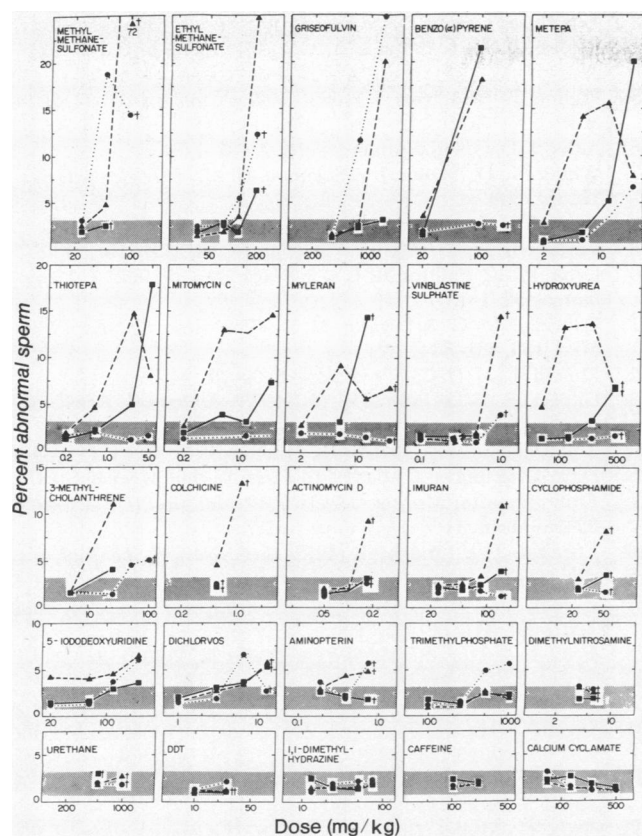 Percent abnormal sperm
METHYL
METHANE-
SULFONATE
72 †
†
†
20
15
10
5
20 100
ETHYL
METHANE-
SULFONATE
†
†
50 200
GRISEOFULVIN
200 1000
BENZO(α)PYRENE
†
20 100
METEPA
2 10
THIOTEPA
20
15
10
5
0
0.2 1.0 5.0
MITOMYCIN C
0.2 1.0
MYLERAN
†
†
†
2 10
VINBLASTINE
SULPHATE
†
†
0.1 1.0
HYDROXYUREA
†
†
100 500
3-METHYL-
CHOLANTHRENE
15
10
5
0
10 100
COLCHICINE
†
†
0.2 1.0
ACTINOMYCIN D
†
†
.05 0.2
IMURAN
†
20 100
CYCLOPHOSPHAMIDE
†
†
†
20 50
5-IODODEOXYURIDINE
10
5
0
20 100
DICHLORVOS
†
†
1 10
AMINOPTERIN
†
†
†
1 10
TRIMETHYLPHOSPHATE
100 1000
DIMETHYLNITROSAMINE
†
2 10
URETHANE
†
†
5
0
200 1000
DDT
††
10 50
1,1-DIMETHYL-
HYDRAZINE
10 100
CAFFEINE
50 500
CALCIUM CYCLAMATE
100 500
Dose (mg/kg)